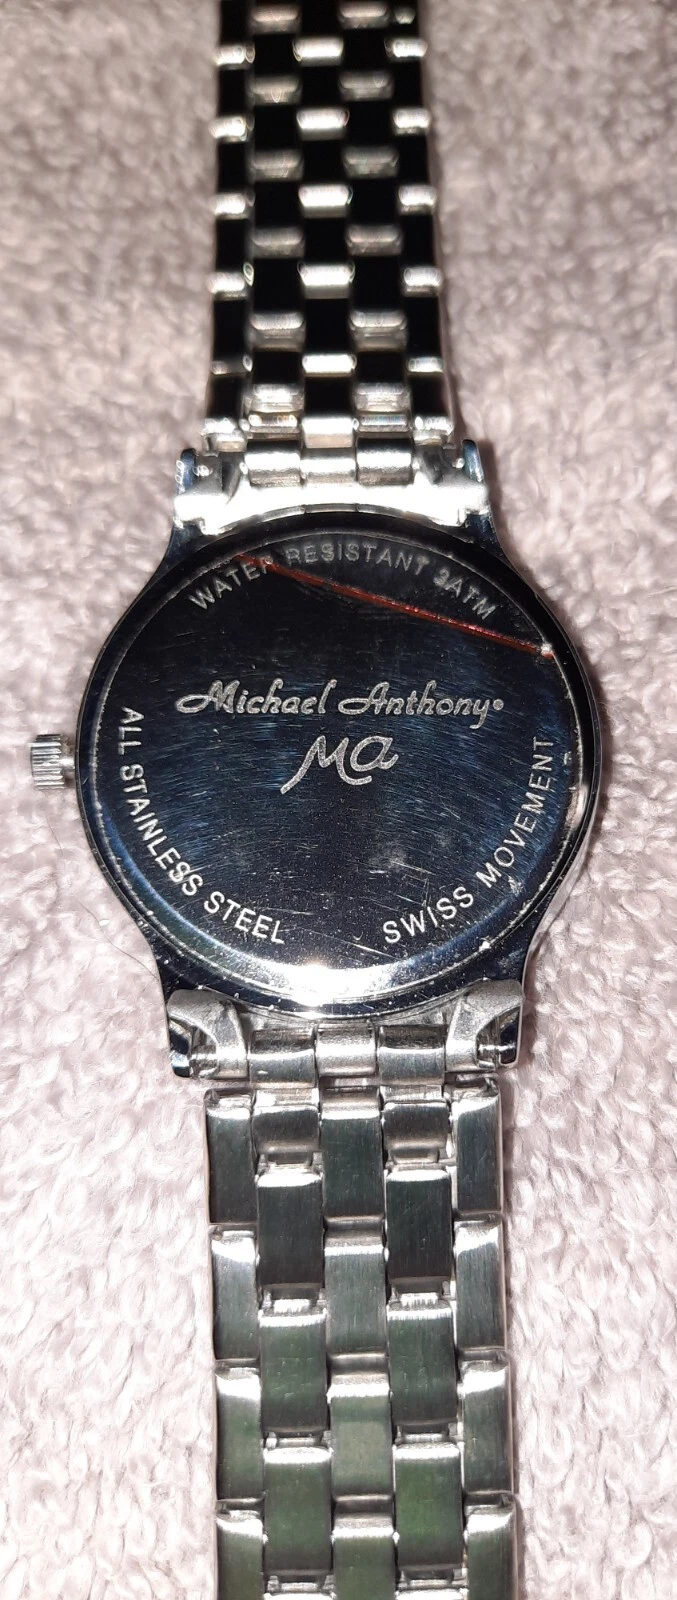 WATER RESISTANT 3ATM
Michael Anthony®
MA
ALL STAINLESS STEEL
SWISS MOVEMENT